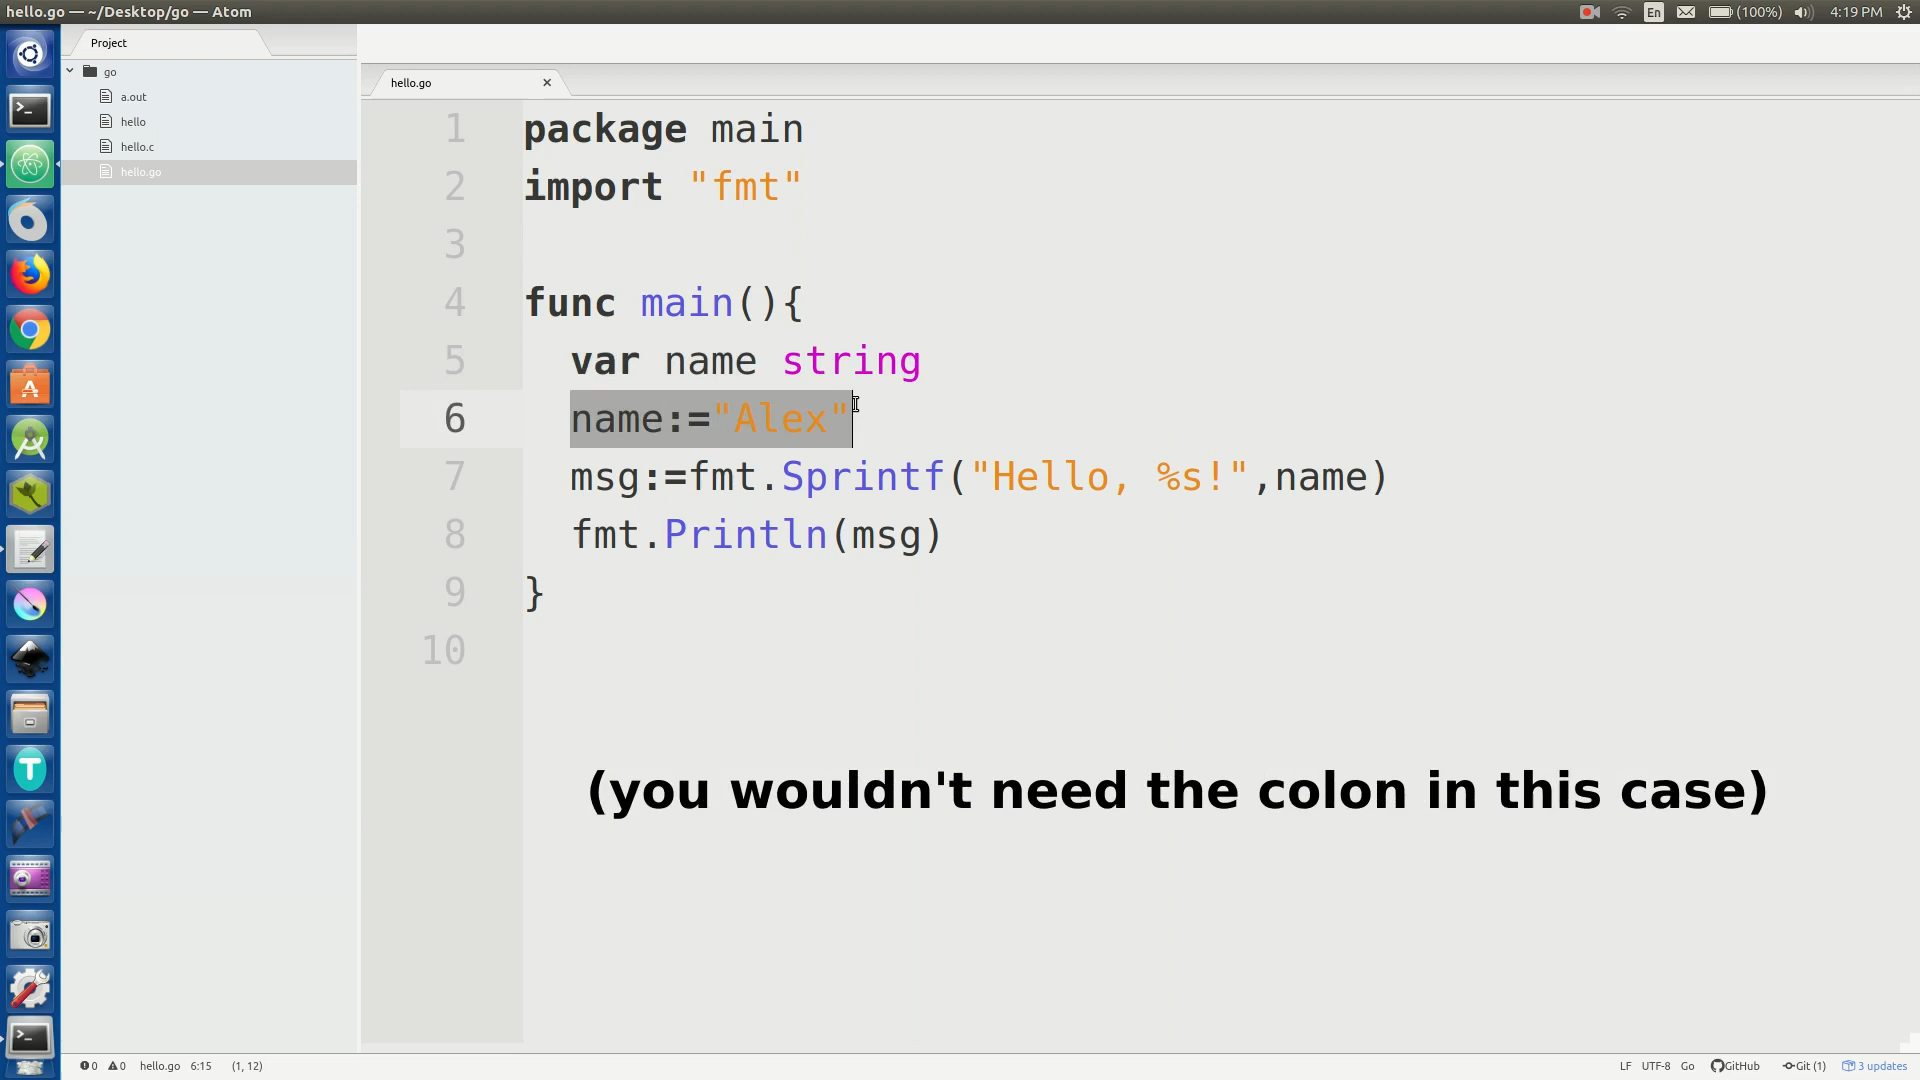 hello.go — ~/Desktop/go — Atom
En (100%) 4:19 PM
Project
go
a.out
hello
hello.c
hello.go
hello.go ×
1 package main
2 import "fmt"
3
4 func main(){
5 var name string
6 name:="Alex"
7 msg:=fmt.Sprintf("Hello, %s!",name)
8 fmt.Println(msg)
9 }
10
(you wouldn't need the colon in this case)
0 0 hello.go 6:15 (1, 12) LF UTF-8 Go GitHub Git (1) 3 updates